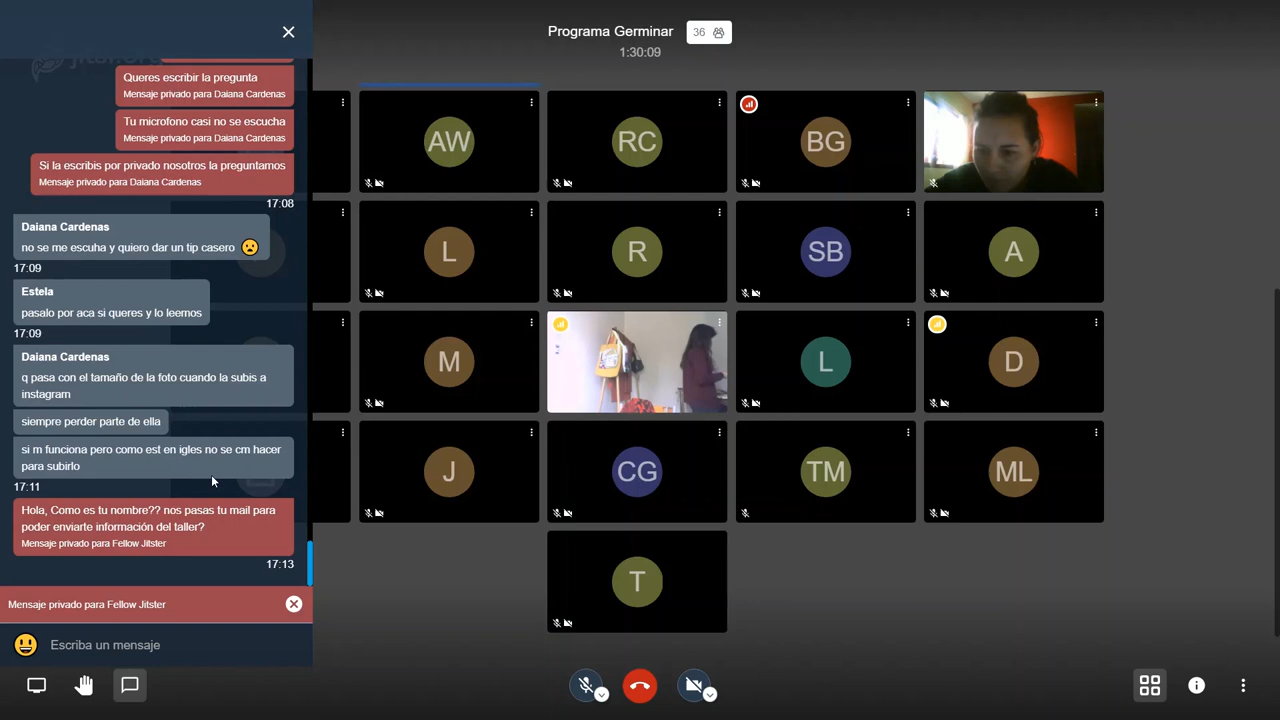 Programa Germinar
36
1:30:09
Queres escribir la pregunta
Mensaje privado para Daiana Cardenas
Tu microfono casi no se escucha
Mensaje privado para Daiana Cardenas
Si la escribis por privado nosotros la preguntamos
Mensaje privado para Daiana Cardenas
17:08
Daiana Cardenas
no se me escuha y quiero dar un tip casero
17:09
Estela
pasalo por aca si queres y lo leemos
17:09
Daiana Cardenas
q pasa con el tamaño de la foto cuando la subis a
instagram
siempre perder parte de ella
si m funciona pero como est en igles no se cm hacer
para subirlo
17:11
Hola, Como es tu nombre?? nos pasas tu mail para
poder enviarte información del taller?
Mensaje privado para Fellow Jitster
17:13
Mensaje privado para Fellow Jitster
Escriba un mensaje
AW
RC
BG
L
R
SB
A
M
L
D
J
CG
TM
ML
T